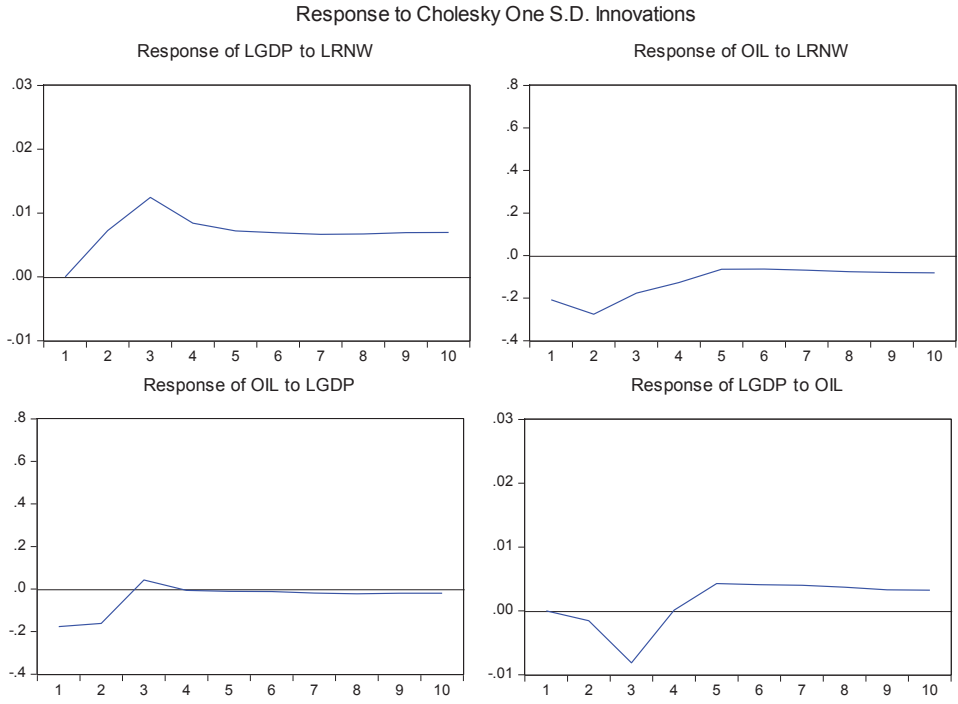 Response to Cholesky One S.D. Innovations
Response of LGDP to LRNW
.03
.02
.01
.00
-.01
1 2 3 4 5 6 7 8 9 10
Response of OIL to LRNW
.8
.6
.4
.2
.0
-.2
-.4
1 2 3 4 5 6 7 8 9 10
Response of OIL to LGDP
.8
.6
.4
.2
.0
-.2
-.4
1 2 3 4 5 6 7 8 9 10
Response of LGDP to OIL
.03
.02
.01
.00
-.01
1 2 3 4 5 6 7 8 9 10